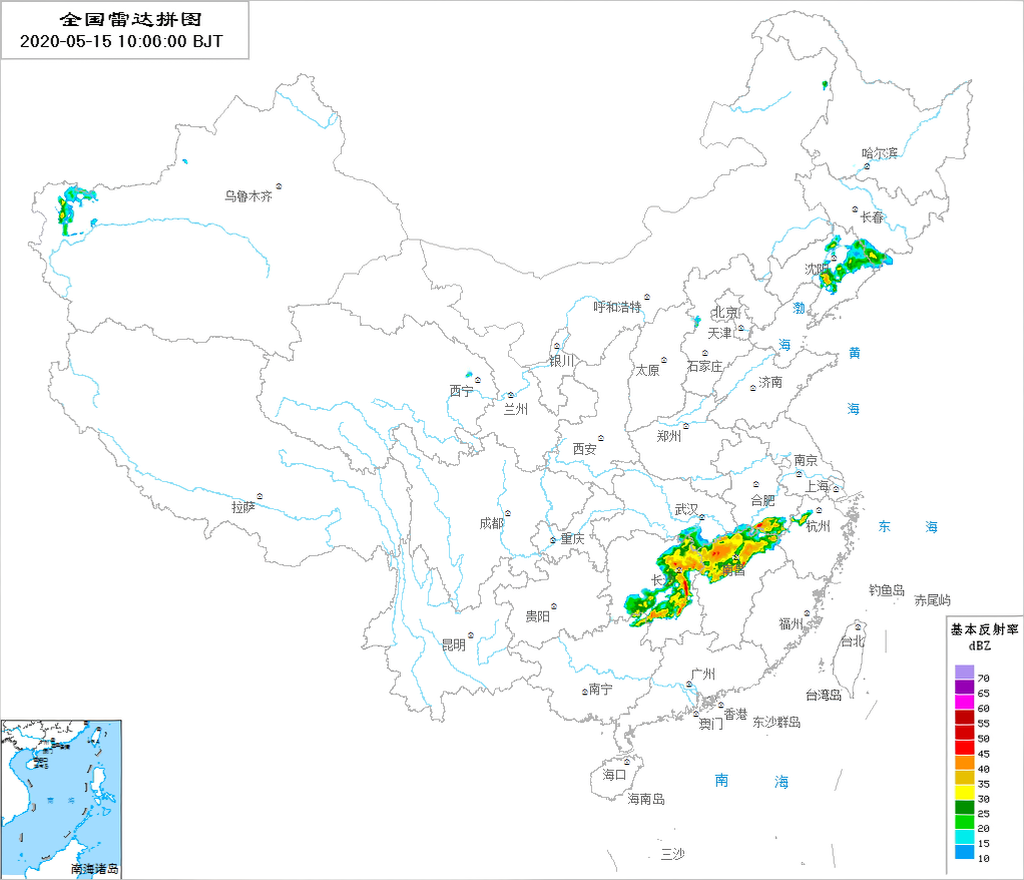 全国雷达拼图
2020-05-15 10:00:00 BJT
哈尔滨
乌鲁木齐
长春
沈阳
呼和浩特
北京
渤
天津
海
黄
银川
石家庄
太原
西宁
济南
兰州
海
郑州
西安
南京
上海
合肥
拉萨
武汉
成都
杭州
东 海
重庆
南昌
钓鱼岛
赤尾屿
贵阳
福州
基本反射率
台北
昆明
dBZ
广州
70
南宁
65
台湾岛
60
香港
澳门
东沙群岛
55
50
45
40
海口
南 海
35
海南岛
30
南 海
25
20
15
三沙
10
南海诸岛